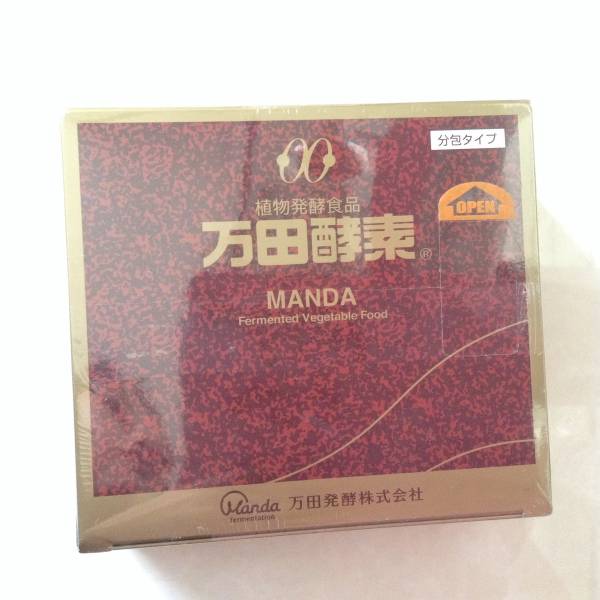 分包タイプ
OPEN
植物発酵食品
万田酵素®
MANDA
Fermented Vegetable Food
Manda
fermentation
万田発酵株式会社